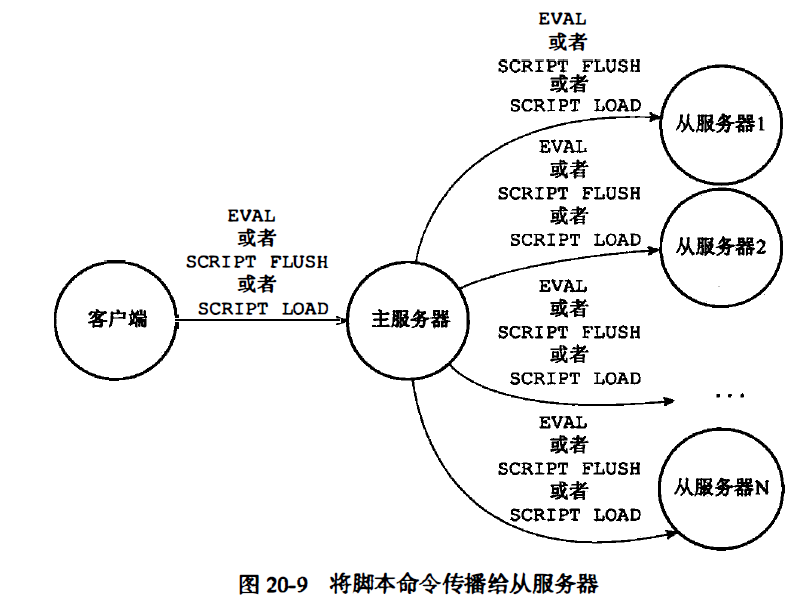 EVAL
或者
SCRIPT FLUSH
或者
SCRIPT LOAD
从服务器1
EVAL
或者
SCRIPT FLUSH
或者
SCRIPT LOAD
从服务器2
EVAL
或者
SCRIPT FLUSH
或者
SCRIPT LOAD
客户端
主服务器
EVAL
或者
SCRIPT FLUSH
或者
SCRIPT LOAD
...
EVAL
或者
SCRIPT FLUSH
或者
SCRIPT LOAD
从服务器N
图 20-9 将脚本命令传播给从服务器